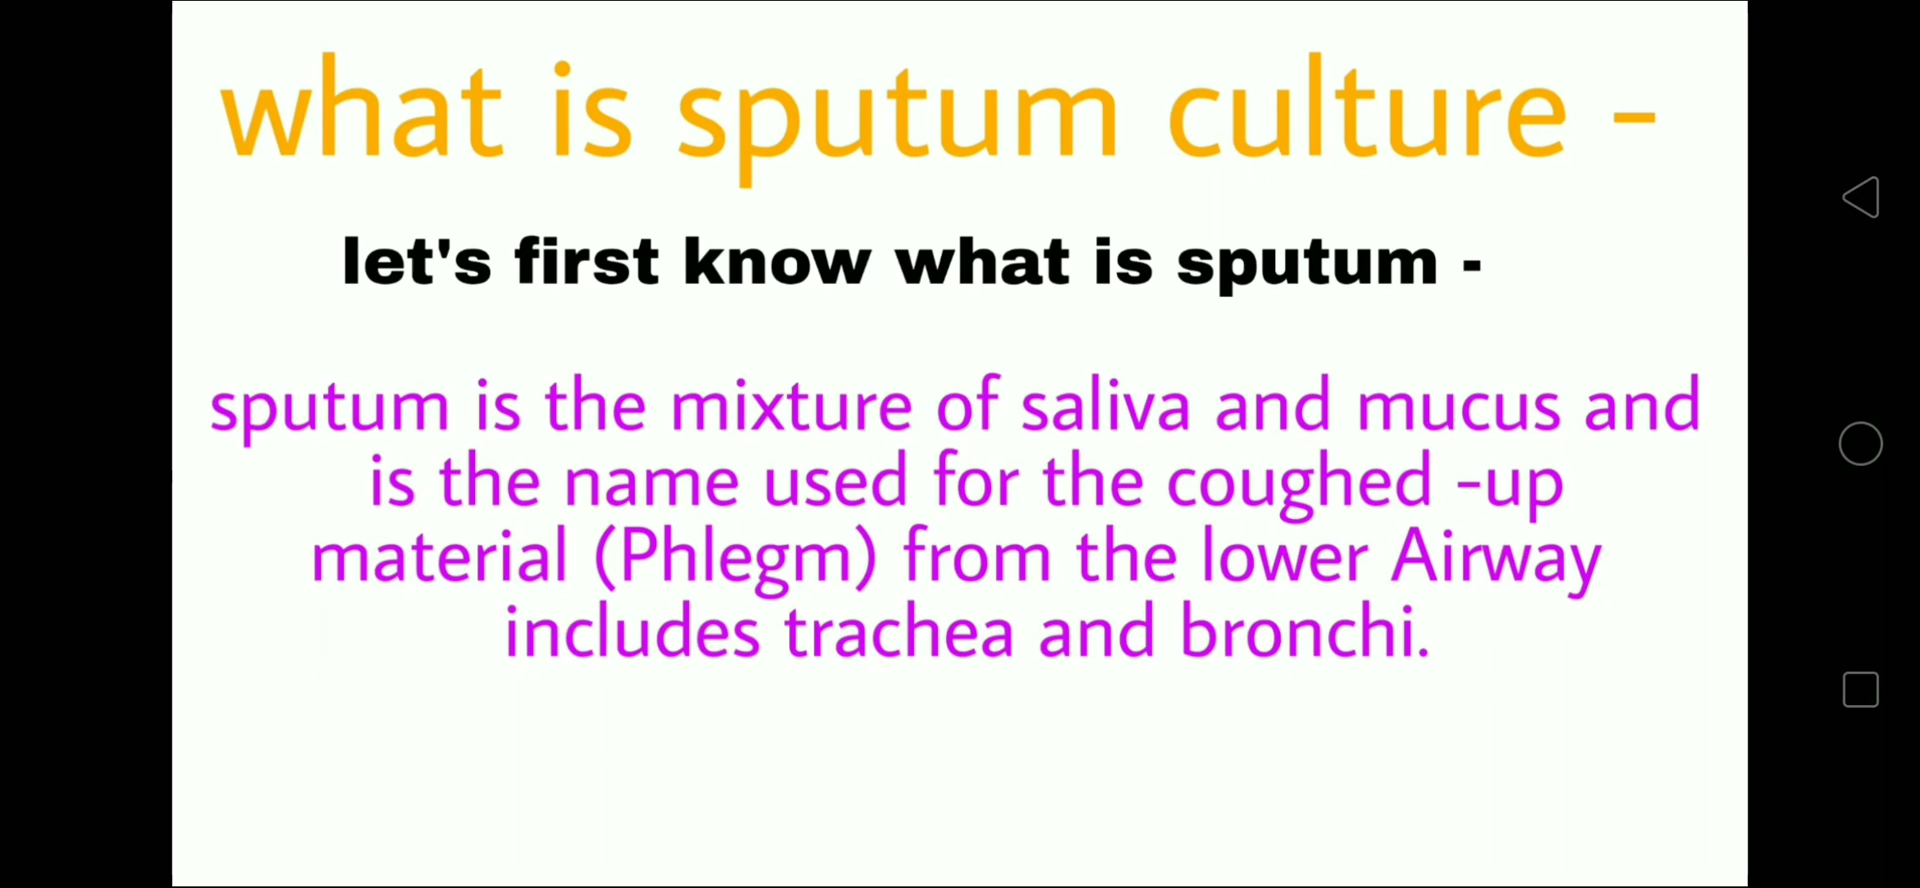 what is sputum culture -
let's first know what is sputum -
sputum is the mixture of saliva and mucus and
is the name used for the coughed -up
material (Phlegm) from the lower Airway
includes trachea and bronchi.